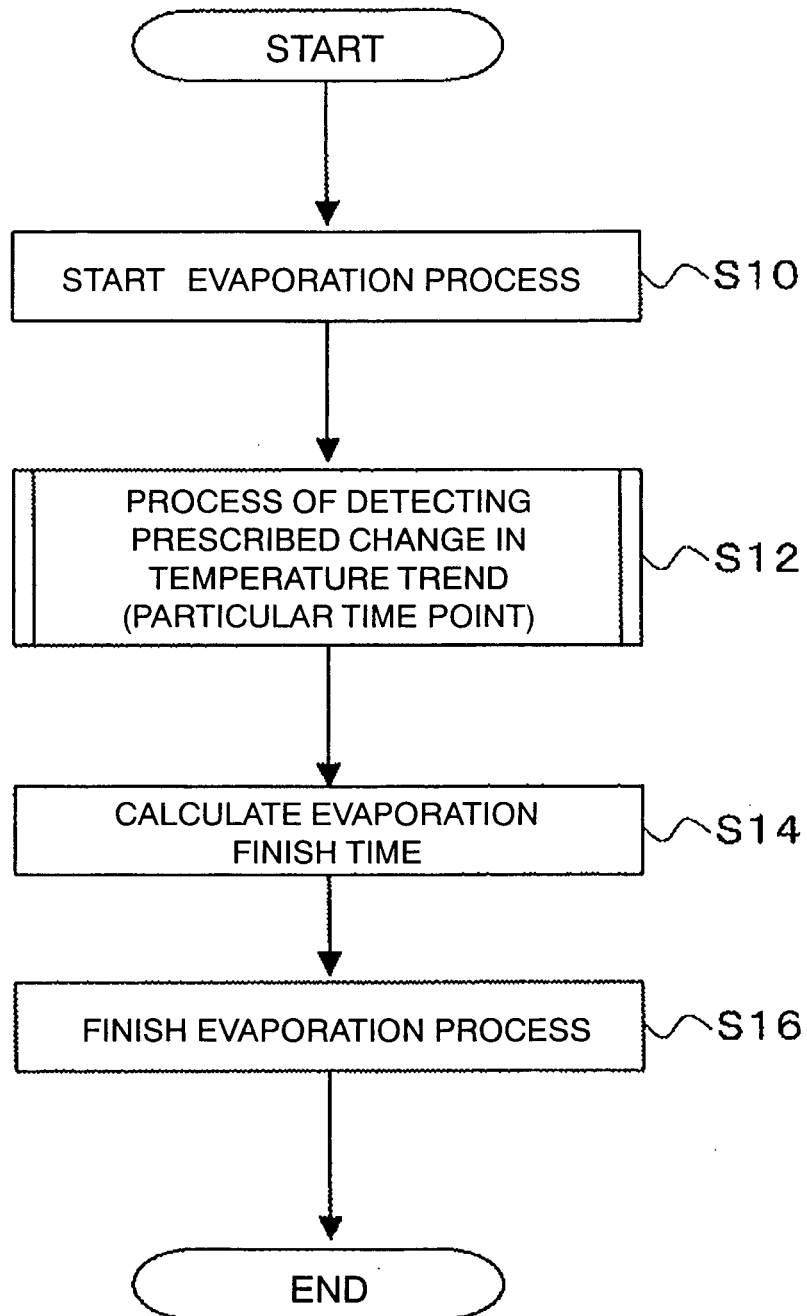 START
START EVAPORATION PROCESS
S10
PROCESS OF DETECTING
PRESCRIBED CHANGE IN
TEMPERATURE TREND
(PARTICULAR TIME POINT)
S12
CALCULATE EVAPORATION
FINISH TIME
S14
FINISH EVAPORATION PROCESS
S16
END